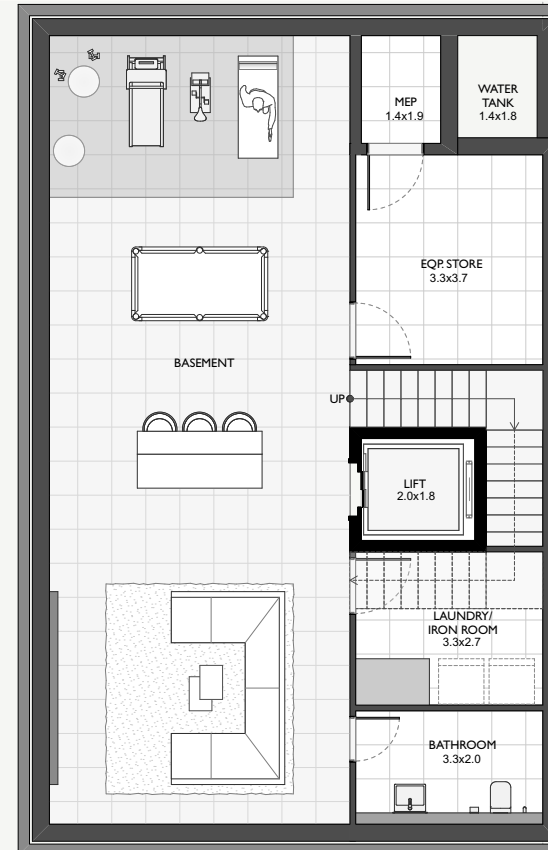 MEP
1.4x1.9
WATER
TANK
1.4x1.8
EQP. STORE
3.3x3.7
BASEMENT
UP
LIFT
2.0x1.8
LAUNDRY/
IRON ROOM
3.3x2.7
BATHROOM
3.3x2.0